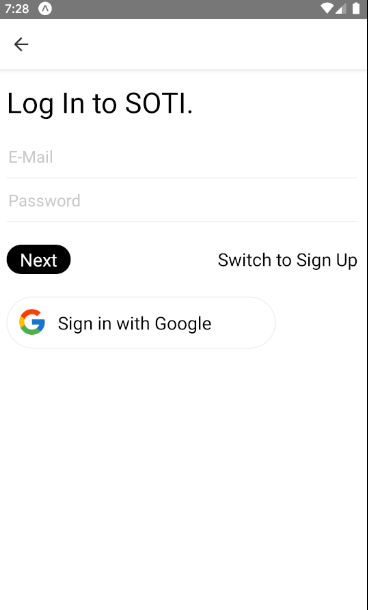 7:28
Log In to SOTI.
E-Mail
Password
Next
Switch to Sign Up
Sign in with Google